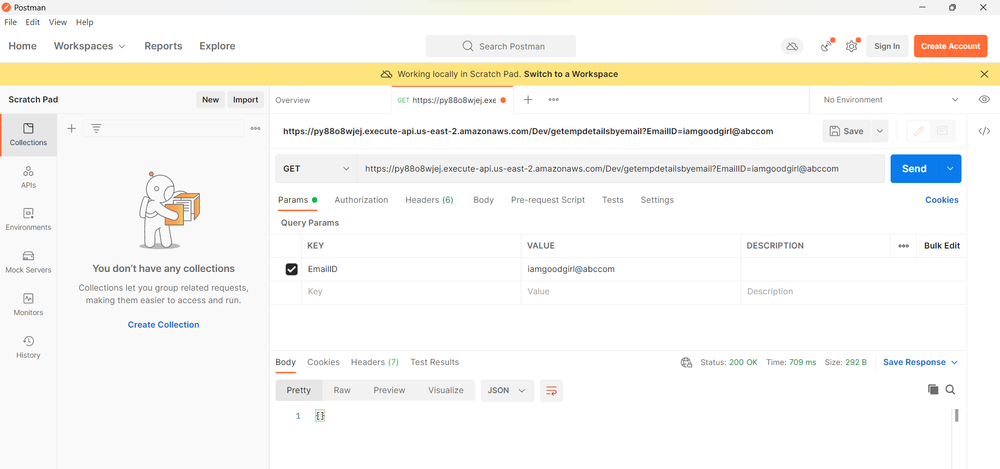 Postman
File Edit View Help
Home Workspaces Reports Explore
Search Postman
Sign In
Create Account
Working locally in Scratch Pad. Switch to a Workspace
Scratch Pad
New
Import
Overview
GET https://py88o8wjej.exe
No Environment
Collections
APIs
Environments
Mock Servers
Monitors
History
You don't have any collections
Collections let you group related requests,
making them easier to access and run.
Create Collection
https://py88o8wjej.execute-api.us-east-2.amazonaws.com/Dev/getempdetailsbyemail?EmailID=iamgoodgirl@abccom
Save
GET
https://py88o8wjej.execute-api.us-east-2.amazonaws.com/Dev/getempdetailsbyemail?EmailID=iamgoodgirl@abccom
Send
Params Authorization Headers (6) Body Pre-request Script Tests Settings
Cookies
Query Params
KEY VALUE DESCRIPTION
Bulk Edit
EmailID iamgoodgirl@abccom
Key Value Description
Body Cookies Headers (7) Test Results
Status: 200 OK Time: 709 ms Size: 292 B
Save Response
Pretty Raw Preview Visualize
JSON
1 {}